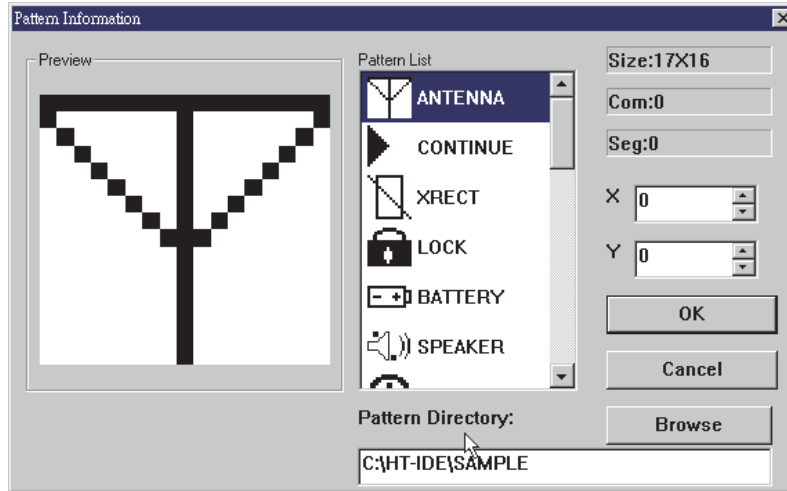 Pattern Information
Preview
Pattern List
ANTENNA
CONTINUE
XRECT
LOCK
BATTERY
SPEAKER
Pattern Directory:
C:\HT-IDE\SAMPLE
Size:17X16
Com:0
Seg:0
X 0
Y 0
OK
Cancel
Browse